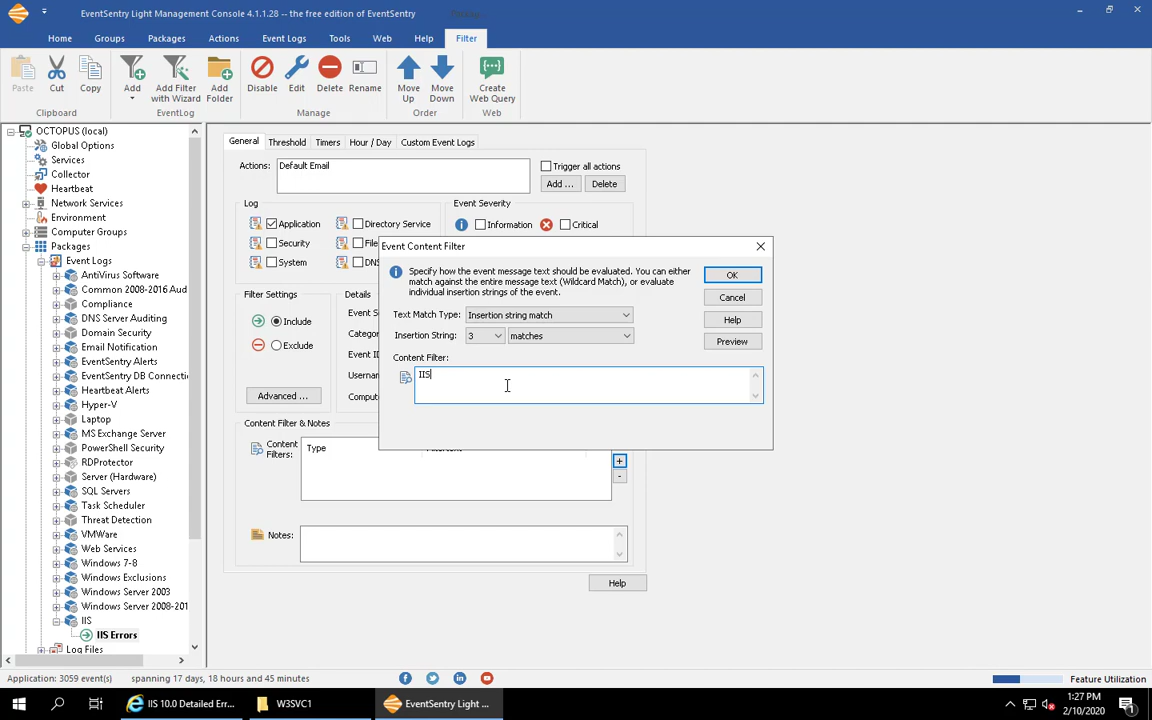 EventSentry Light Management Console 4.1.1.28 -- the free edition of EventSentry
Home Groups Packages Actions Event Logs Tools Web Help Filter
Paste Cut Copy Add Add Filter with Wizard Add Folder Disable Edit Delete Rename Move Up Move Down Create Web Query
Clipboard EventLog Manage Order Web
OCTOPUS (local)
Global Options
Services
Collector
Heartbeat
Network Services
Environment
Computer Groups
Packages
Event Logs
AntiVirus Software
Common 2008-2016 Aud
Compliance
DNS Server Auditing
Domain Security
Email Notification
EventSentry Alerts
EventSentry DB Connecti
Heartbeat Alerts
Hyper-V
Laptop
MS Exchange Server
PowerShell Security
RDProtector
Server (Hardware)
SQL Servers
Task Scheduler
Threat Detection
VMWare
Web Services
Windows 7-8
Windows Exclusions
Windows Server 2003
Windows Server 2008-201
IIS
IIS Errors
Log Files
General Threshold Timers Hour / Day Custom Event Logs
Actions: Default Email
Trigger all actions
Add ... Delete
Log
Application Directory Service
Security File
System DNS
Event Severity
Information Critical
Filter Settings
Include
Exclude
Advanced ...
Details
Event S
Categor
Event ID
Usernam
Comput
Event Content Filter
Specify how the event message text should be evaluated. You can either
match against the entire message text (Wildcard Match), or evaluate
individual insertion strings of the event.
Text Match Type: Insertion string match
Insertion String: 3 matches
Content Filter:
IIS
OK
Cancel
Help
Preview
Content Filter & Notes
Content Filters:
Type
+
-
Notes:
Help
Application: 3059 event(s) spanning 17 days, 18 hours and 45 minutes
Feature Utilization
IIS 10.0 Detailed Err... W3SVC1 EventSentry Light ...
1:27 PM
2/10/2020
1